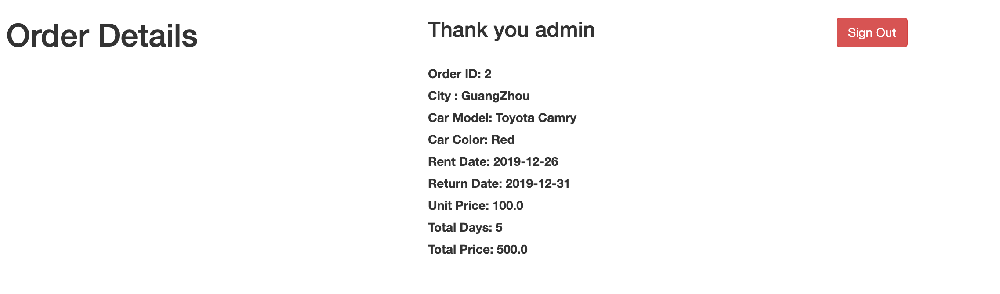 Order Details
Thank you admin
Sign Out
Order ID: 2
City : GuangZhou
Car Model: Toyota Camry
Car Color: Red
Rent Date: 2019-12-26
Return Date: 2019-12-31
Unit Price: 100.0
Total Days: 5
Total Price: 500.0